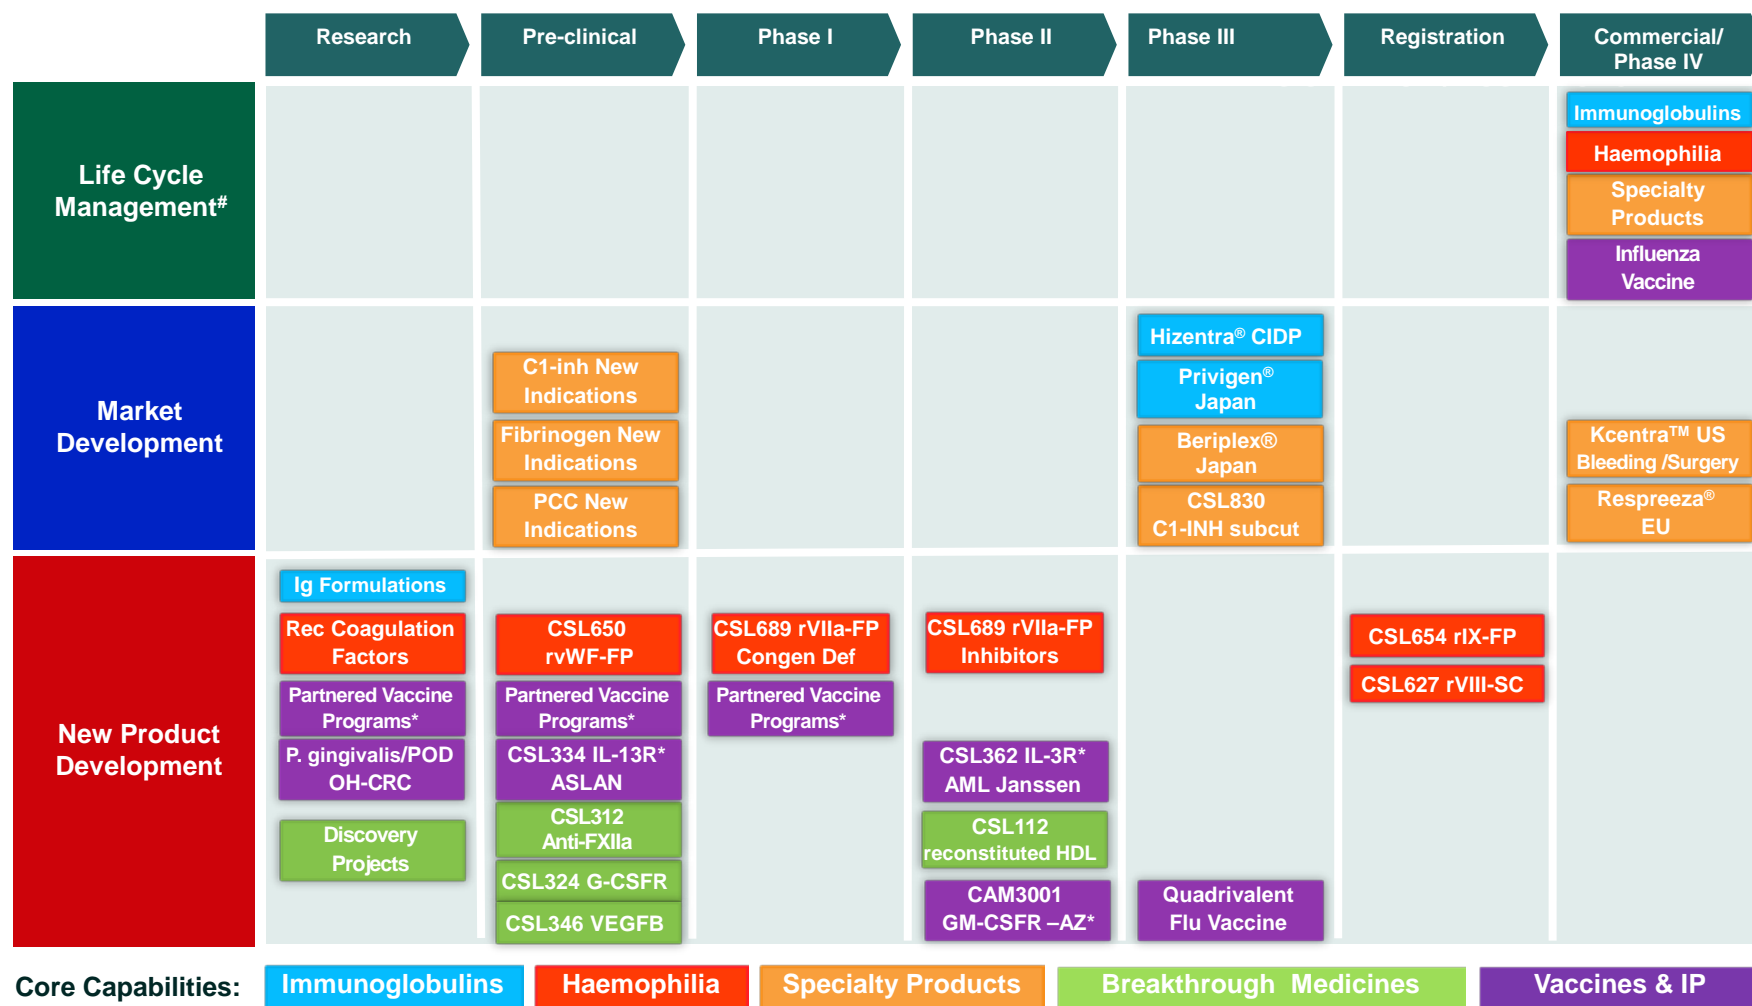 Research
Pre-clinical
Phase I
Phase II
Phase III
Registration
Commercial/
Phase IV
Life Cycle
Management#
Immunoglobulins
Haemophilia
Specialty
Products
Influenza
Vaccine
Market
Development
C1-inh New
Indications
Fibrinogen New
Indications
PCC New
Indications
Hizentra® CIDP
Privigen®
Japan
Beriplex®
Japan
CSL830
C1-INH subcut
Kcentra™ US
Bleeding /Surgery
Respreeza®
EU
New Product
Development
Ig Formulations
Rec Coagulation
Factors
Partnered Vaccine
Programs*
P. gingivalis/POD
OH-CRC
Discovery
Projects
CSL650
rvWF-FP
Partnered Vaccine
Programs*
CSL334 IL-13R*
ASLAN
CSL312
Anti-FXIIa
CSL324 G-CSFR
CSL346 VEGFB
CSL689 rVIIa-FP
Congen Def
Partnered Vaccine
Programs*
CSL689 rVIIa-FP
Inhibitors
CSL362 IL-3R*
AML Janssen
CSL112
reconstituted HDL
CAM3001
GM-CSFR –AZ*
Quadrivalent
Flu Vaccine
CSL654 rIX-FP
CSL627 rVIII-SC
Core Capabilities:
Immunoglobulins
Haemophilia
Specialty Products
Breakthrough Medicines
Vaccines & IP